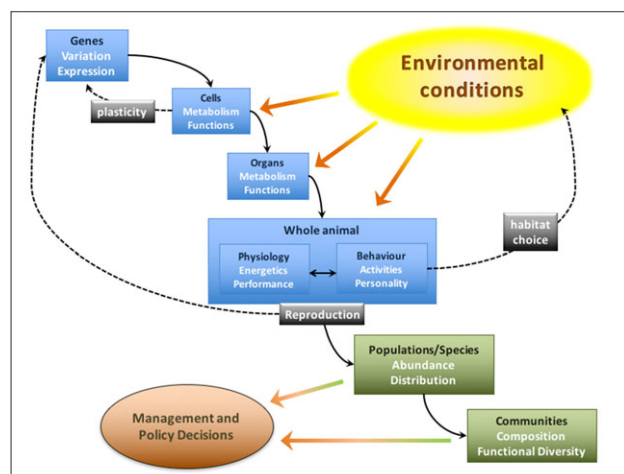 Genes
Variation
Expression
Environmental
conditions
plasticity
Cells
Metabolism
Functions
Organs
Metabolism
Functions
habitat
choice
Whole animal
Physiology
Energetics
Performance
Behaviour
Activities
Personality
Reproduction
Populations/Species
Abundance
Distribution
Management and
Policy Decisions
Communities
Composition
Functional Diversity